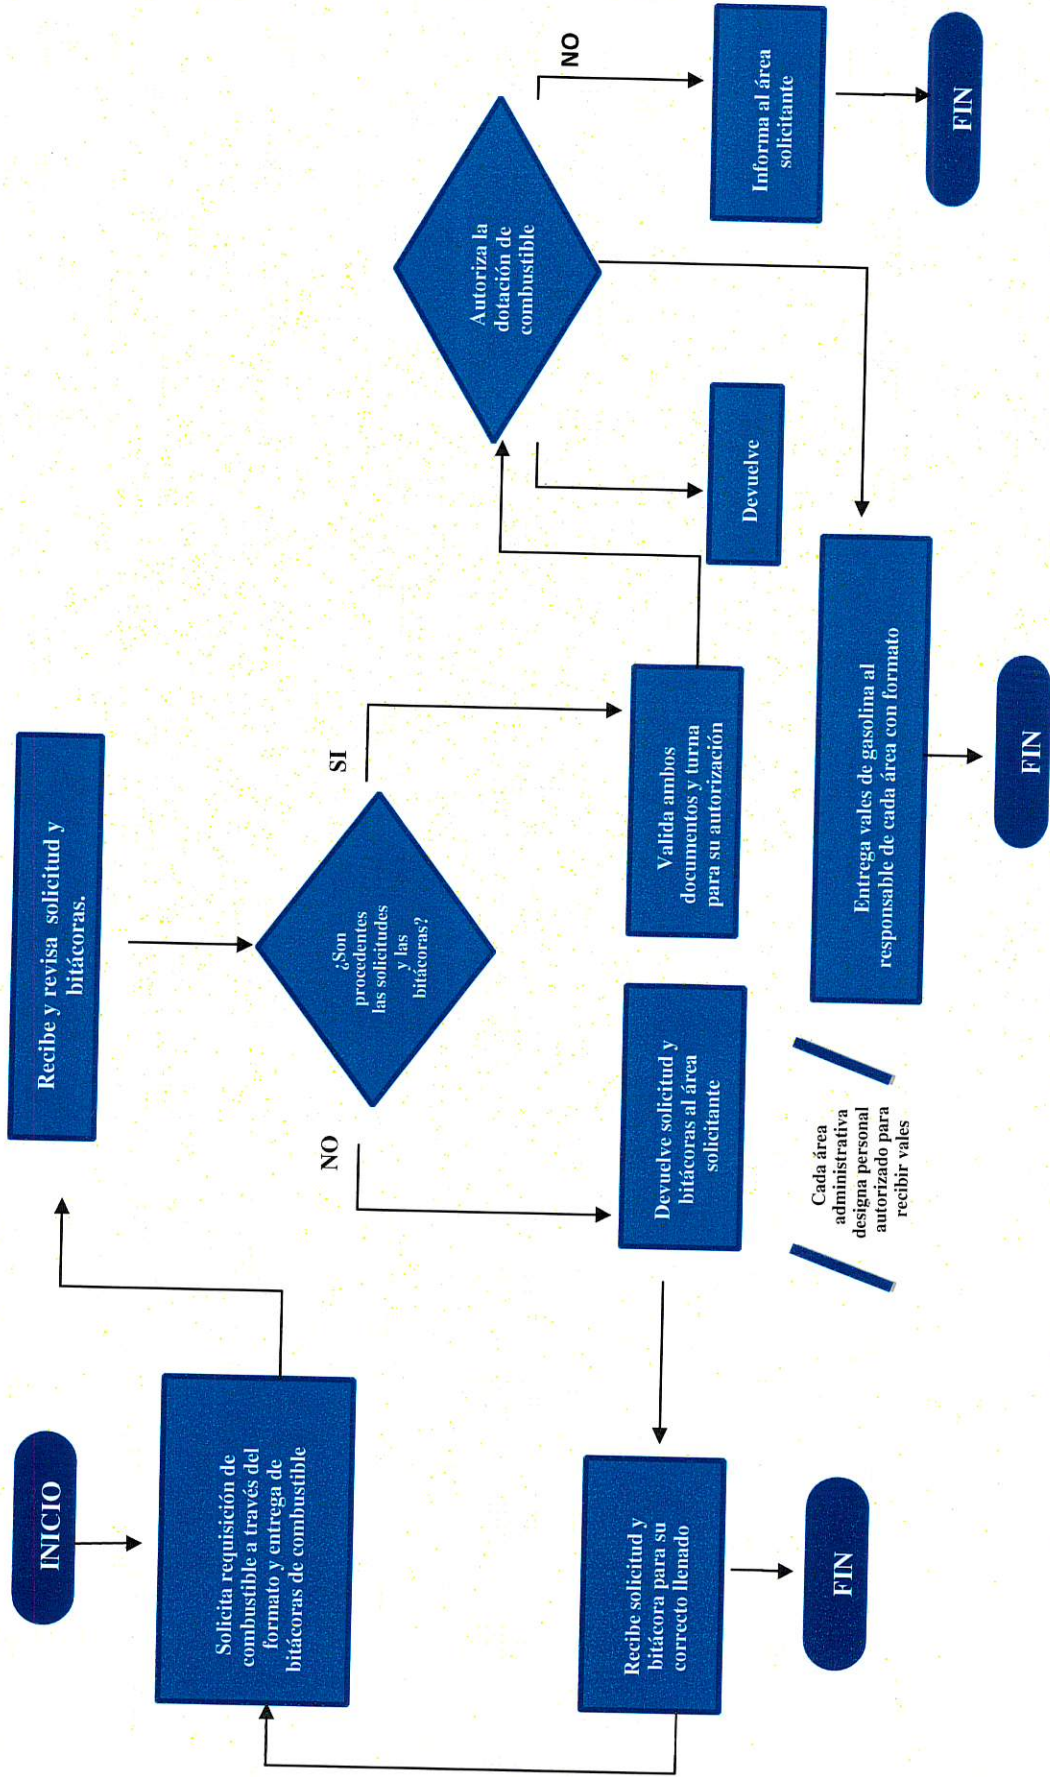 INICIO
Solicita requisición de
combustible a través del
formato y entrega de
bitácoras de combustible
Recibe y revisa solicitud y
bitácoras.
¿Son
procedentes
las solicitudes
y las
bitácoras?
NO
SI
Devuelve solicitud y
bitácoras al área
solicitante
Recibe solicitud y
bitácora para su
correcto llenado
FIN
Valida ambos
documentos y turna
para su autorización
Autoriza la
dotación de
combustible
NO
Devuelve
Informa al área
solicitante
FIN
Entrega vales de gasolina al
responsable de cada área con formato
FIN
Cada área
administrativa
designa personal
autorizado para
recibir vales